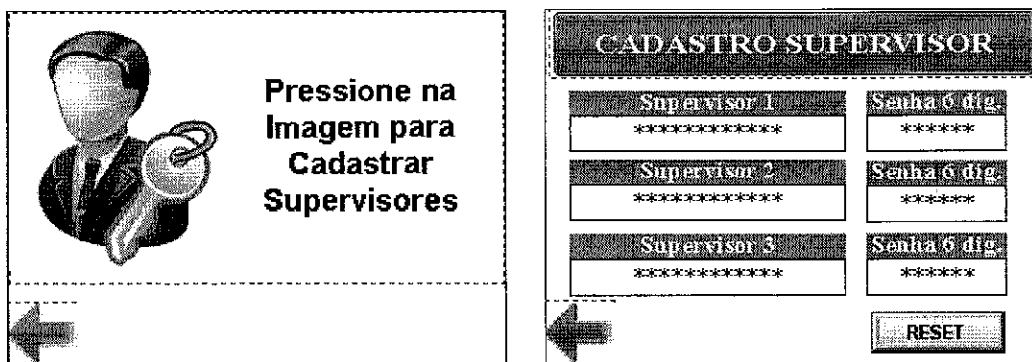 Pressione na
Imagem para
Cadastrar
Supervisores
CADASTRO SUPERVISOR
Supervisor 1 Senha 6 dig.
************ ******
Supervisor 2 Senha 6 dig.
************ ******
Supervisor 3 Senha 6 dig.
************ ******
RESET